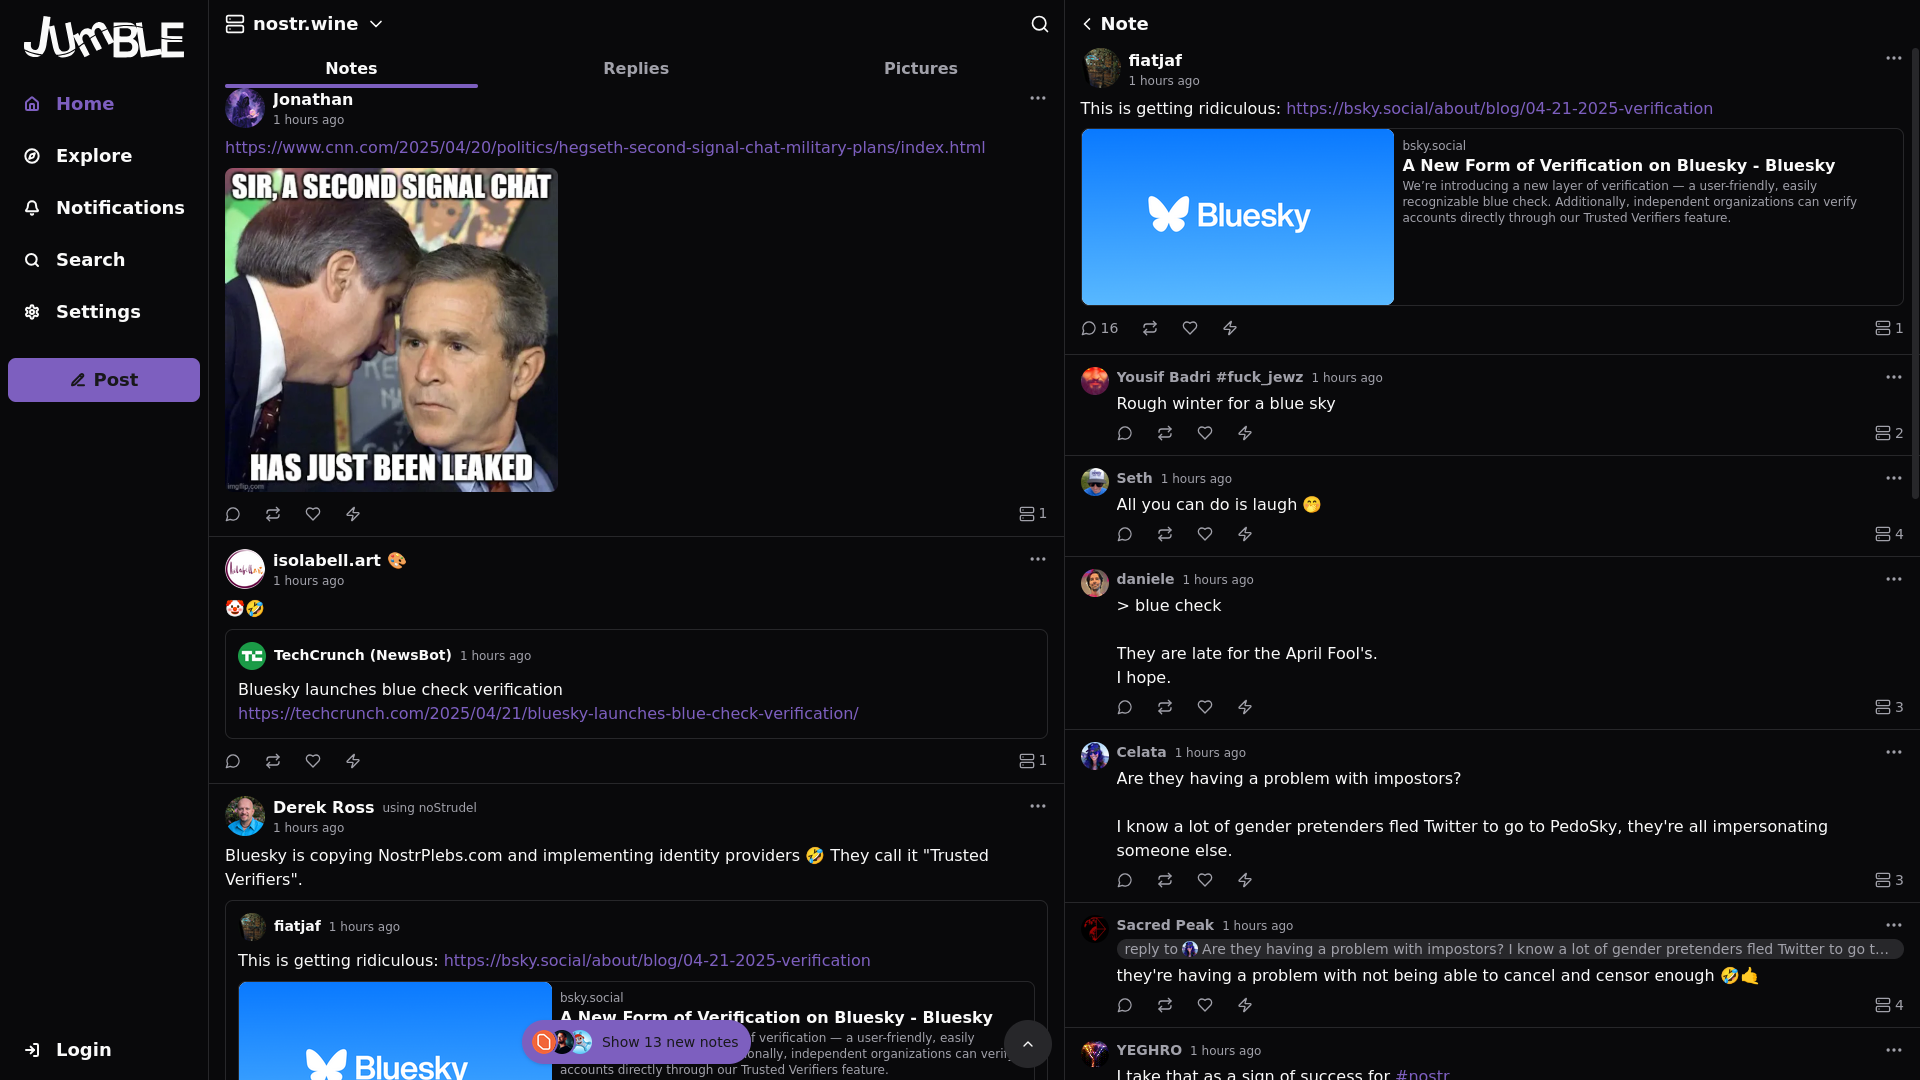 JUMBLE
Home
Explore
Notifications
Search
Settings
Post
Login
nostr.wine
Notes
Replies
Pictures
Jonathan
1 hours ago
https://www.cnn.com/2025/04/20/politics/hegseth-second-signal-chat-military-plans/index.html
SIR, A SECOND SIGNAL CHAT
HAS JUST BEEN LEAKED
imgflip.com
1
isolabell.art 🎨
1 hours ago
🤡🤣
TC
TechCrunch (NewsBot) 1 hours ago
Bluesky launches blue check verification
https://techcrunch.com/2025/04/21/bluesky-launches-blue-check-verification/
1
Derek Ross using noStrudel
1 hours ago
Bluesky is copying NostrPlebs.com and implementing identity providers 🤣 They call it "Trusted
Verifiers".
fiatjaf 1 hours ago
This is getting ridiculous: https://bsky.social/about/blog/04-21-2025-verification
Bluesky
bsky.social
A New Form of Verification on Bluesky - Bluesky
f verification — a user-friendly, easily
onally, independent organizations can verify
accounts directly through our Trusted Verifiers feature.
Show 13 new notes
Note
fiatjaf
1 hours ago
This is getting ridiculous: https://bsky.social/about/blog/04-21-2025-verification
Bluesky
bsky.social
A New Form of Verification on Bluesky - Bluesky
We're introducing a new layer of verification — a user-friendly, easily
recognizable blue check. Additionally, independent organizations can verify
accounts directly through our Trusted Verifiers feature.
16
1
Yousif Badri #fuck_jewz 1 hours ago
Rough winter for a blue sky
2
Seth 1 hours ago
All you can do is laugh 🤭
4
daniele 1 hours ago
> blue check
They are late for the April Fool's.
I hope.
3
Celata 1 hours ago
Are they having a problem with impostors?
I know a lot of gender pretenders fled Twitter to go to PedoSky, they're all impersonating
someone else.
3
Sacred Peak 1 hours ago
reply to Are they having a problem with impostors? I know a lot of gender pretenders fled Twitter to go t...
they're having a problem with not being able to cancel and censor enough 🤣🤙
4
YEGHRO 1 hours ago
I take that as a sign of success for #nostr